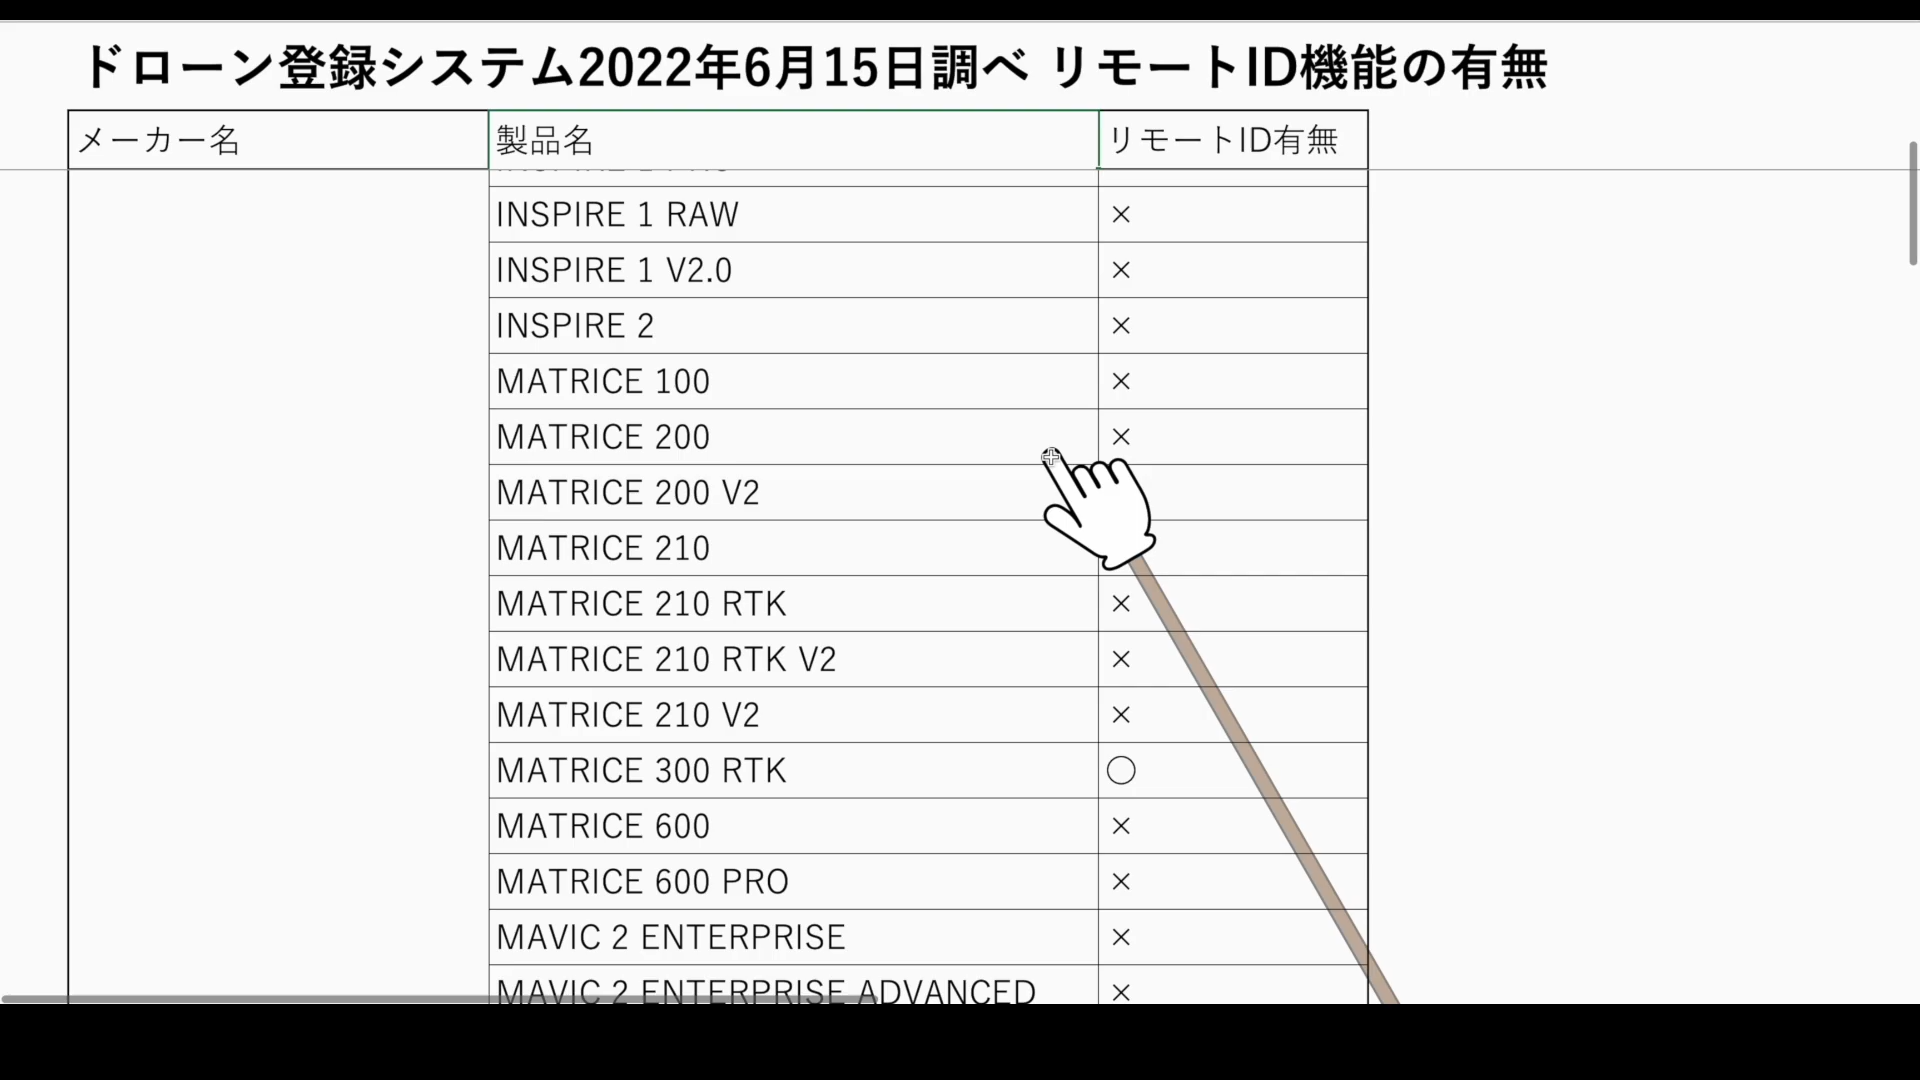 ドローン登録システム2022年6月15日調べ リモートID機能の有無
メーカー名 製品名 リモートID有無
INSPIRE 1 RAW ×
INSPIRE 1 V2.0 ×
INSPIRE 2 ×
MATRICE 100 ×
MATRICE 200 ×
MATRICE 200 V2
MATRICE 210
MATRICE 210 RTK ×
MATRICE 210 RTK V2 ×
MATRICE 210 V2 ×
MATRICE 300 RTK ○
MATRICE 600 ×
MATRICE 600 PRO ×
MAVIC 2 ENTERPRISE ×
MAVIC 2 ENTERPRISE ADVANCED ×